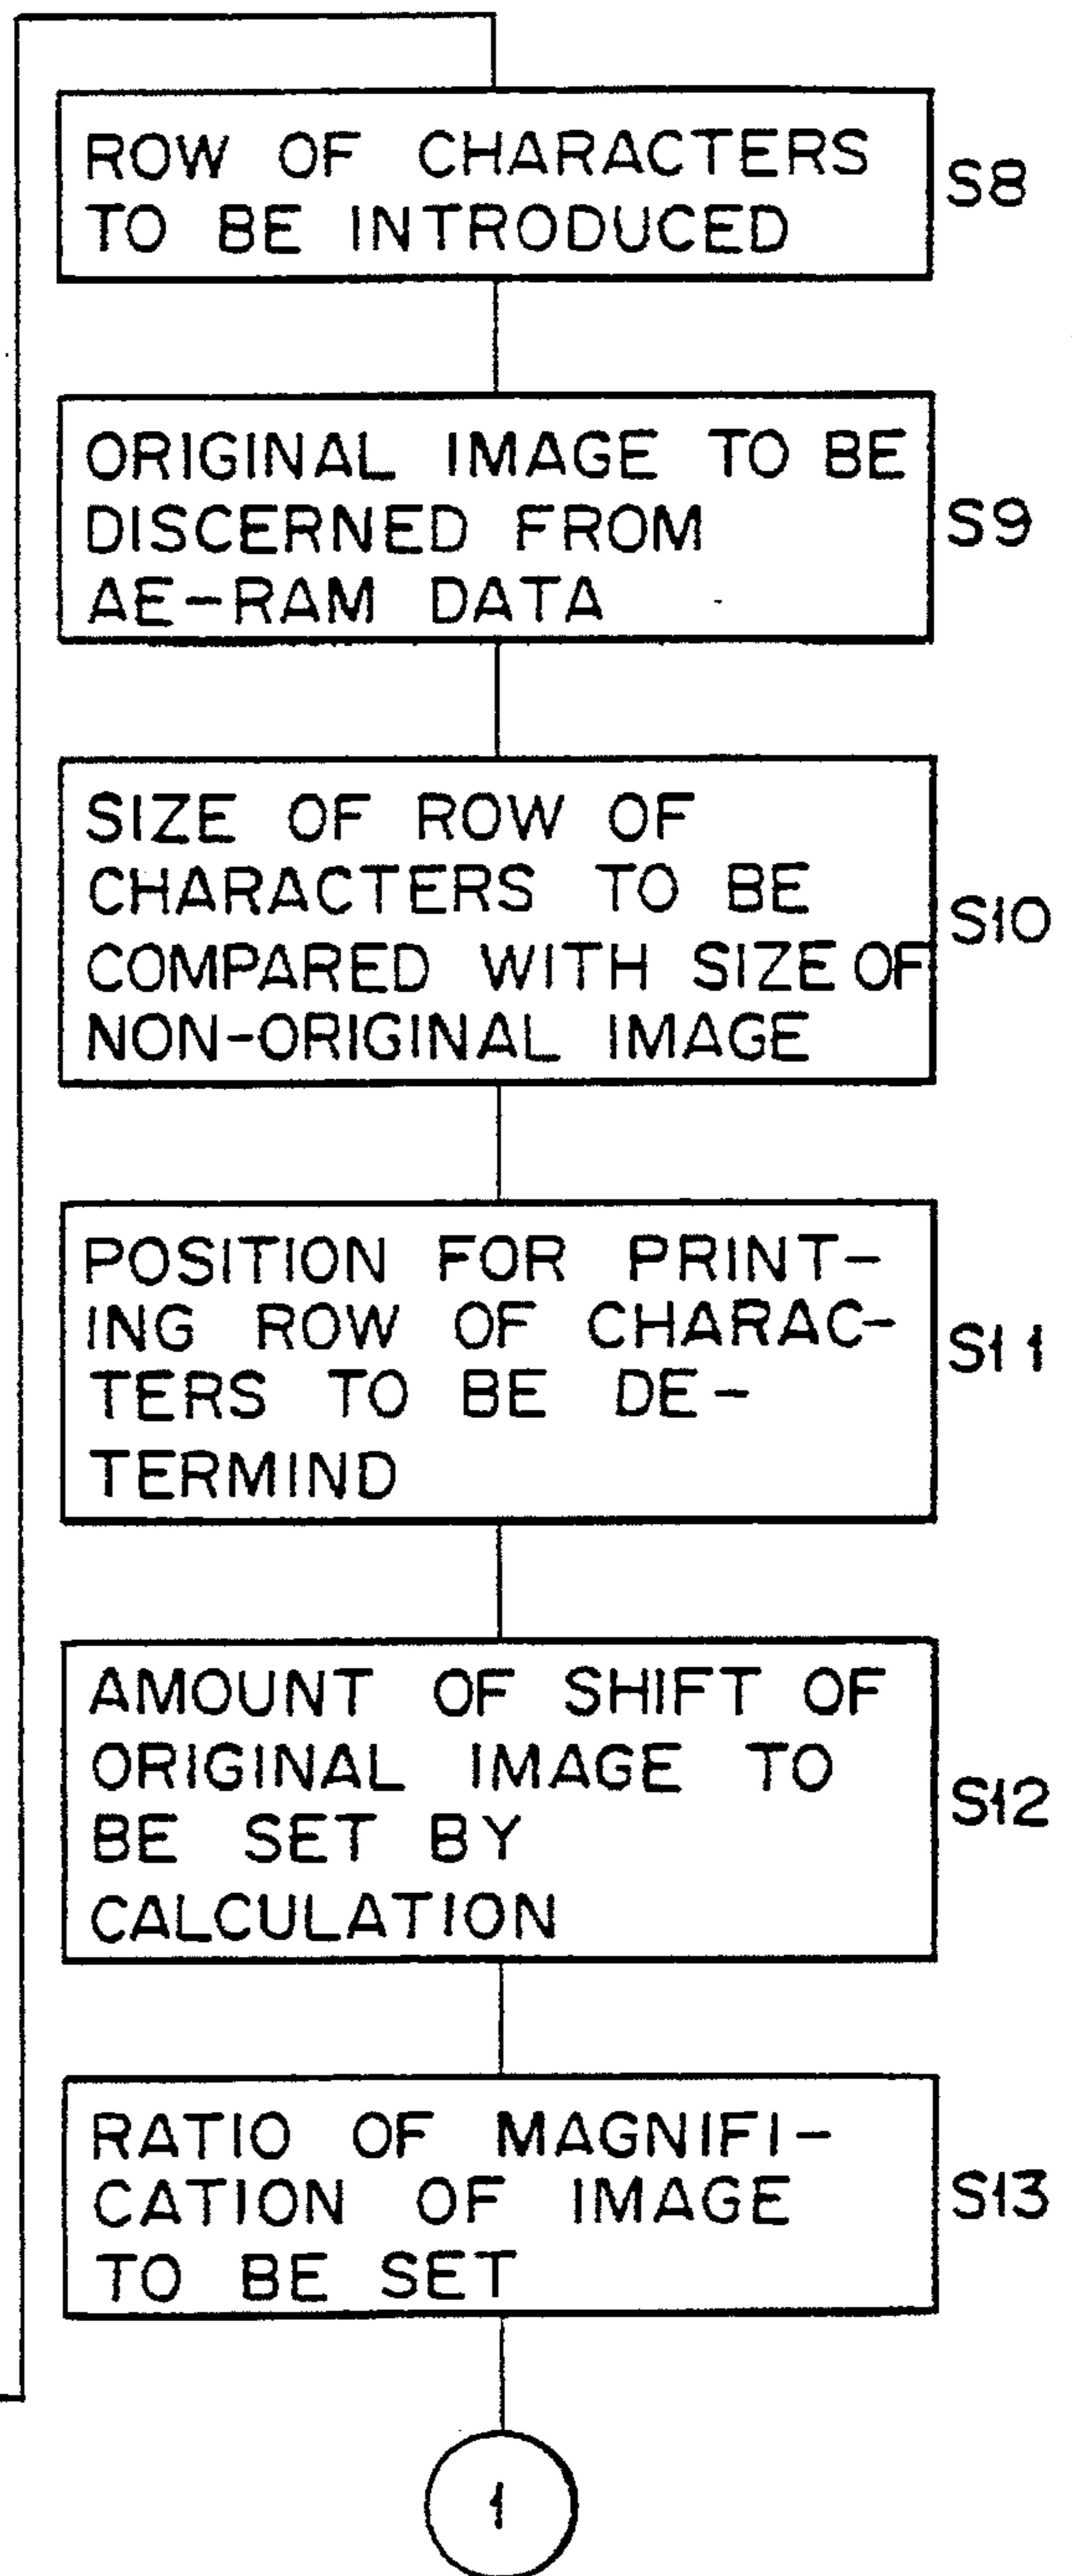 ROW OF CHARACTERS
TO BE INTRODUCED
S8
ORIGINAL IMAGE TO BE
DISCERNED FROM
AE-RAM DATA
S9
SIZE OF ROW OF
CHARACTERS TO BE
COMPARED WITH SIZE OF
NON-ORIGINAL IMAGE
S10
POSITION FOR PRINT-
ING ROW OF CHARAC-
TERS TO BE DE-
TERMIND
S11
AMOUNT OF SHIFT OF
ORIGINAL IMAGE TO
BE SET BY
CALCULATION
S12
RATIO OF MAGNIFI-
CATION OF IMAGE
TO BE SET
S13
1